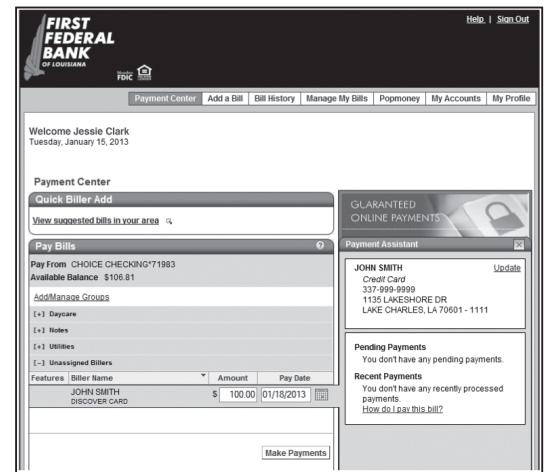 FIRST
FEDERAL
BANK
OF LOUISIANA
Member
FDIC
Help | Sign Out
Payment Center Add a Bill Bill History Manage My Bills Popmoney My Accounts My Profile
Welcome Jessie Clark
Tuesday, January 15, 2013
Payment Center
Quick Biller Add
View suggested bills in your area
Pay Bills ?
Pay From CHOICE CHECKING*71983
Available Balance $106.81
Add/Manage Groups
[+] Daycare
[+] Notes
[+] Utilities
[–] Unassigned Billers
Features Biller Name Amount Pay Date
JOHN SMITH $ 100.00 01/18/2013
DISCOVER CARD
Make Payments
GUARANTEED
ONLINE PAYMENTS
Payment Assistant X
JOHN SMITH Update
Credit Card
337-999-9999
1135 LAKESHORE DR
LAKE CHARLES, LA 70601 - 1111
Pending Payments
You don't have any pending payments.
Recent Payments
You don't have any recently processed
payments.
How do I pay this bill?